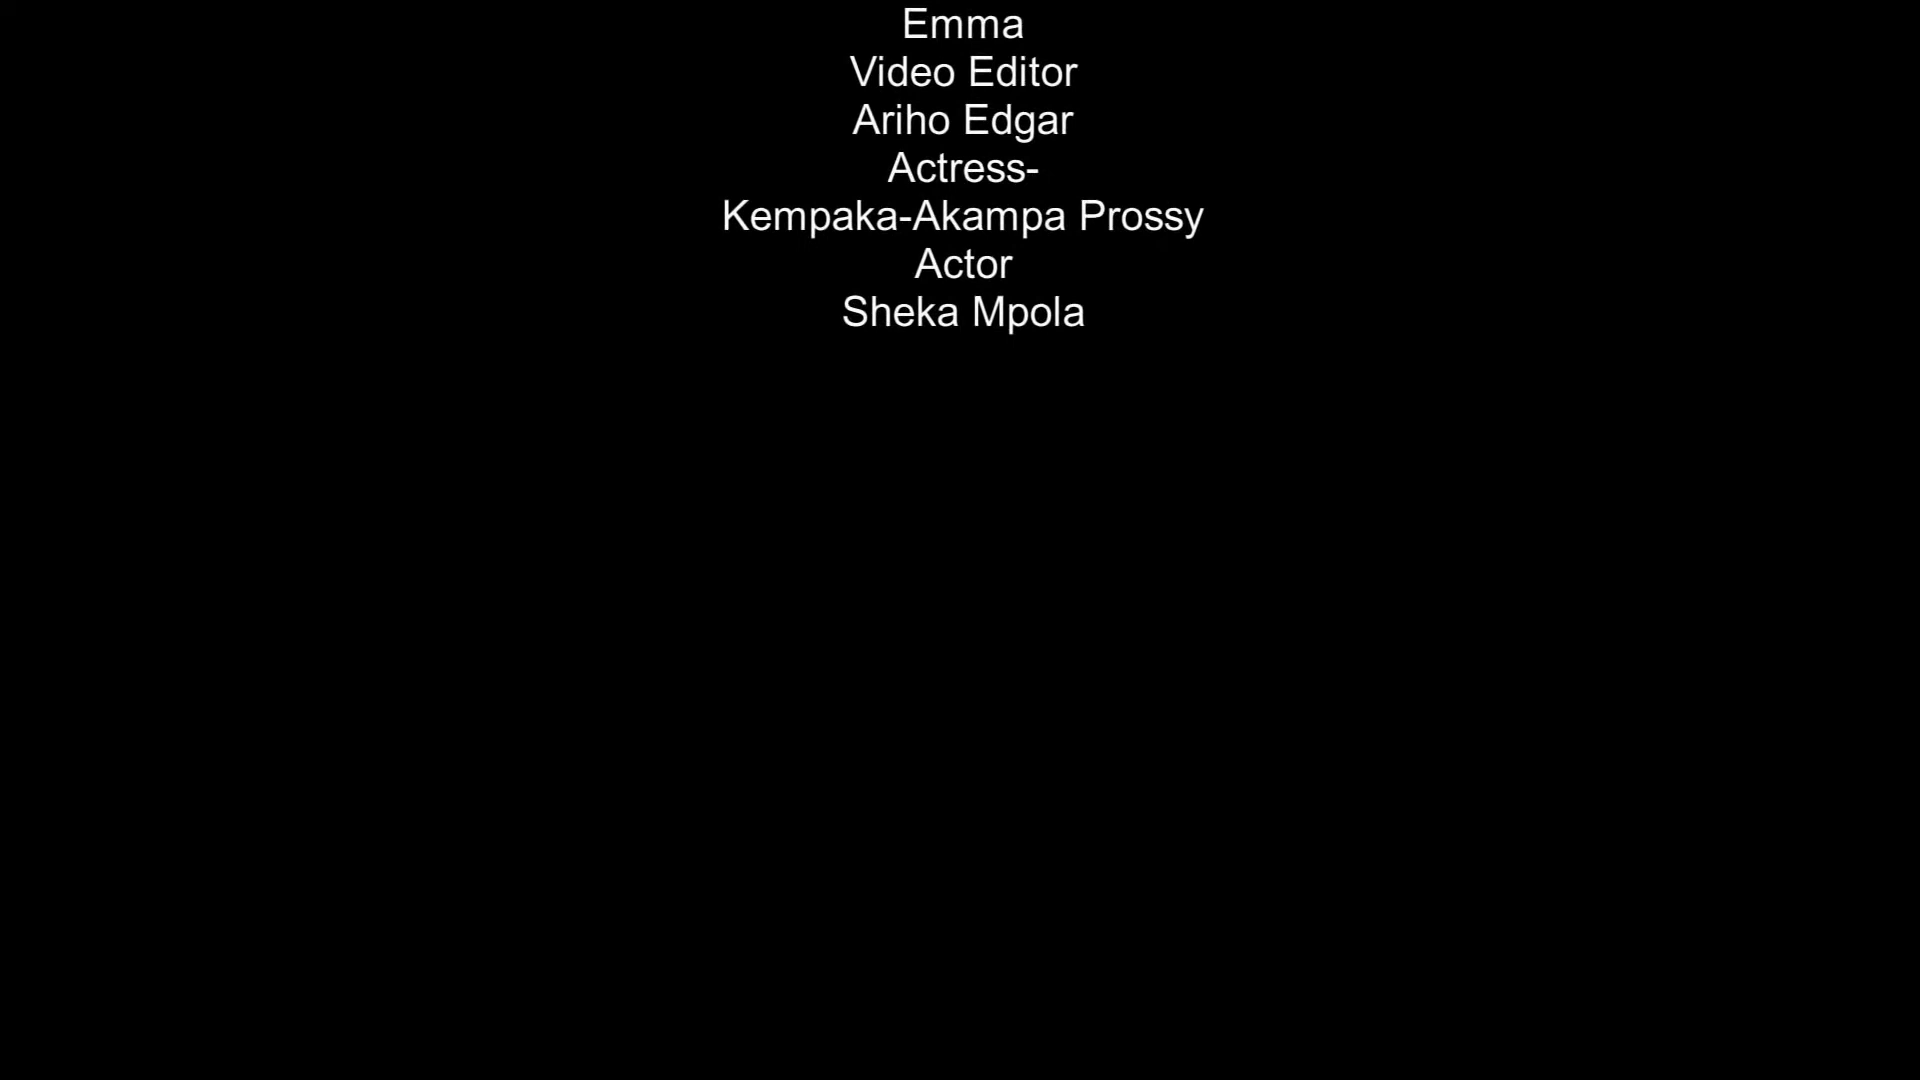 Emma
Video Editor
Ariho Edgar
Actress-
Kempaka-Akampa Prossy
Actor
Sheka Mpola